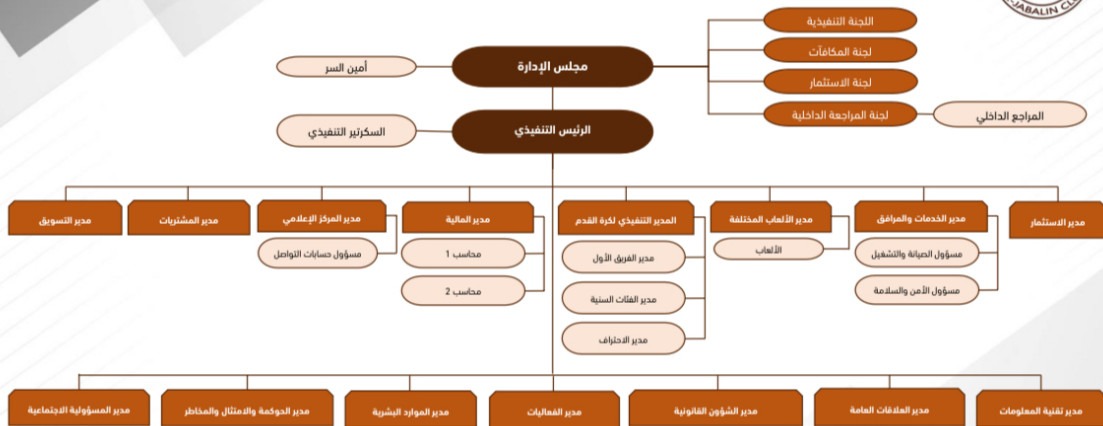 JABALIN CLU
اللجنة التنفيذية
مجلس الإدارة
أمين السر
لجنة المكافآت
لجنة الاستثمار
لجنة المراجعة الداخلية
المراجع الداخلي
الرئيس التنفيذي
السكرتير التنفيذي
مدير الاستثمار
مدير الخدمات والمرافق
مدير الألعاب المختلفة
المدير التنفيذي لكرة القدم
مدير المالية
مدير المركز الإعلامي
مدير المشتريات
مدير التسويق
مسؤول الصيانة والتشغيل
مسؤول الأمن والسلامة
الألعاب
مدير الفريق الأول
مدير الفئات السنية
مدير الاحتراف
محاسب 1
محاسب 2
مسؤول حسابات التواصل
مدير تقنية المعلومات
مدير العلاقات العامة
مدير الشؤون القانونية
مدير الفعاليات
مدير الموارد البشرية
مدير الحوكمة والامتثال والمخاطر
مدير المسؤولية الاجتماعية